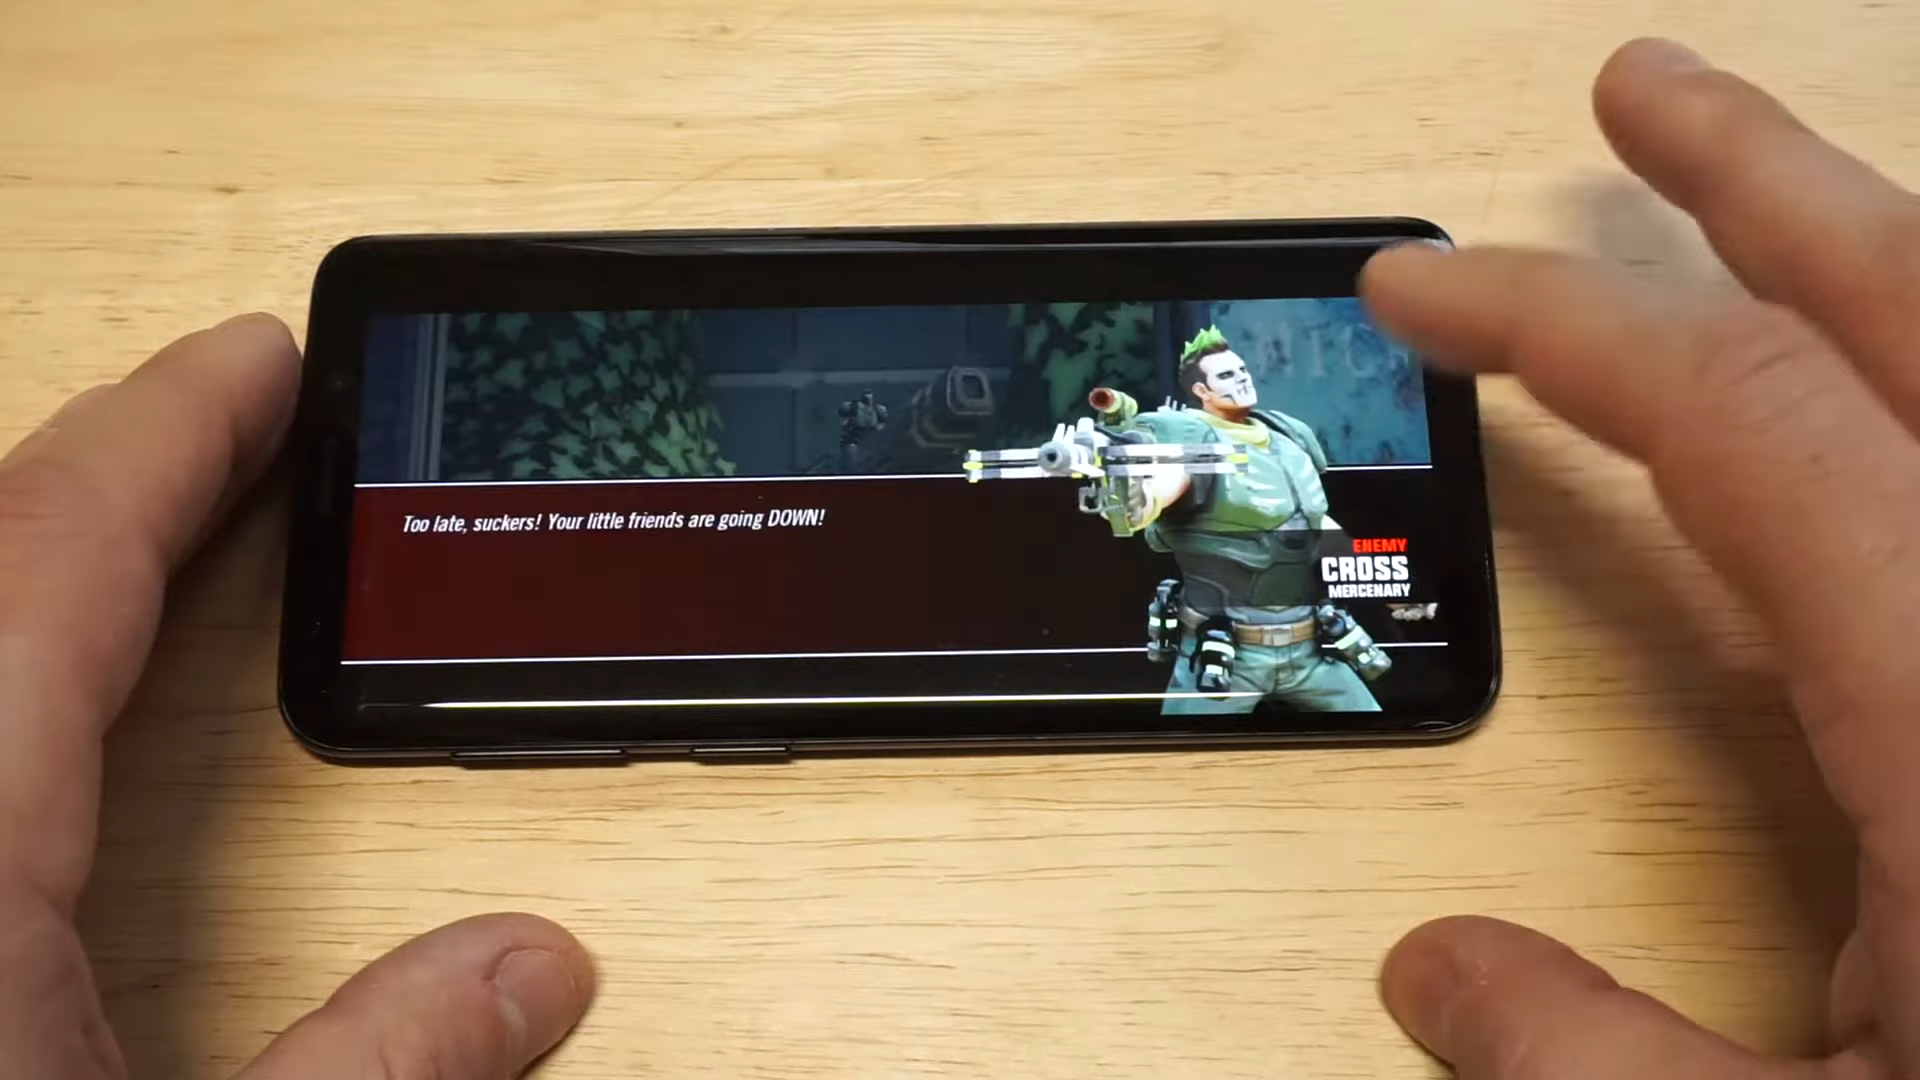 Too late, suckers! Your little friends are going DOWN!
ENEMY
CROSS
MERCENARY